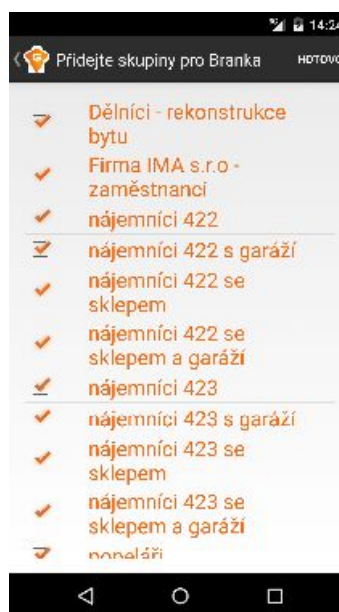 14:24
Přidejte skupiny pro Branka HOTOVO
Dělníci - rekonstrukce
bytu
Firma IMA s.r.o -
zaměstnanci
nájemníci 422
nájemníci 422 s garáží
nájemníci 422 se
sklepem
nájemníci 422 se
sklepem a garáží
nájemníci 423
nájemníci 423 s garáží
nájemníci 423 se
sklepem
nájemníci 423 se
sklepem a garáží
popeláři